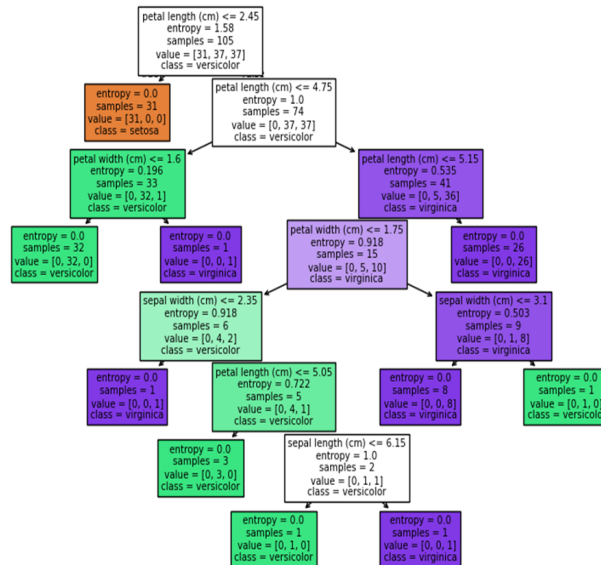 petal length (cm) <= 2.45
entropy = 1.58
samples = 105
value = [31, 37, 37]
class = versicolor
entropy = 0.0
samples = 31
value = [31, 0, 0]
class = setosa
petal length (cm) <= 4.75
entropy = 1.0
samples = 74
value = [0, 37, 37]
class = versicolor
petal width (cm) <= 1.6
entropy = 0.196
samples = 33
value = [0, 32, 1]
class = versicolor
petal length (cm) <= 5.15
entropy = 0.535
samples = 41
value = [0, 5, 36]
class = virginica
entropy = 0.0
samples = 32
value = [0, 32, 0]
class = versicolor
entropy = 0.0
samples = 1
value = [0, 0, 1]
class = virginica
petal width (cm) <= 1.75
entropy = 0.918
samples = 15
value = [0, 5, 10]
class = virginica
entropy = 0.0
samples = 26
value = [0, 0, 26]
class = virginica
sepal width (cm) <= 2.35
entropy = 0.918
samples = 6
value = [0, 4, 2]
class = versicolor
sepal width (cm) <= 3.1
entropy = 0.503
samples = 9
value = [0, 1, 8]
class = virginica
entropy = 0.0
samples = 1
value = [0, 0, 1]
class = virginica
petal length (cm) <= 5.05
entropy = 0.722
samples = 5
value = [0, 4, 1]
class = versicolor
entropy = 0.0
samples = 8
value = [0, 0, 8]
class = virginica
entropy = 0.0
samples = 1
value = [0, 1, 0]
class = versicolo
entropy = 0.0
samples = 3
value = [0, 3, 0]
class = versicolor
sepal length (cm) <= 6.15
entropy = 1.0
samples = 2
value = [0, 1, 1]
class = versicolor
entropy = 0.0
samples = 1
value = [0, 1, 0]
class = versicolor
entropy = 0.0
samples = 1
value = [0, 0, 1]
class = virginica